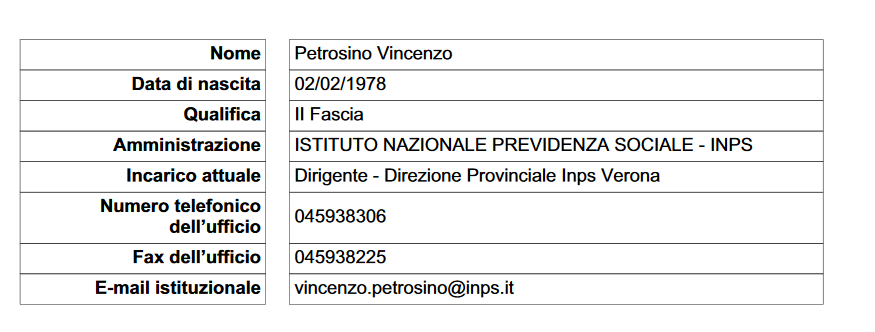 Nome Petrosino Vincenzo
Data di nascita 02/02/1978
Qualifica II Fascia
Amministrazione ISTITUTO NAZIONALE PREVIDENZA SOCIALE - INPS
Incarico attuale Dirigente - Direzione Provinciale Inps Verona
Numero telefonico
dell’ufficio 045938306
Fax dell’ufficio 045938225
E-mail istituzionale vincenzo.petrosino@inps.it